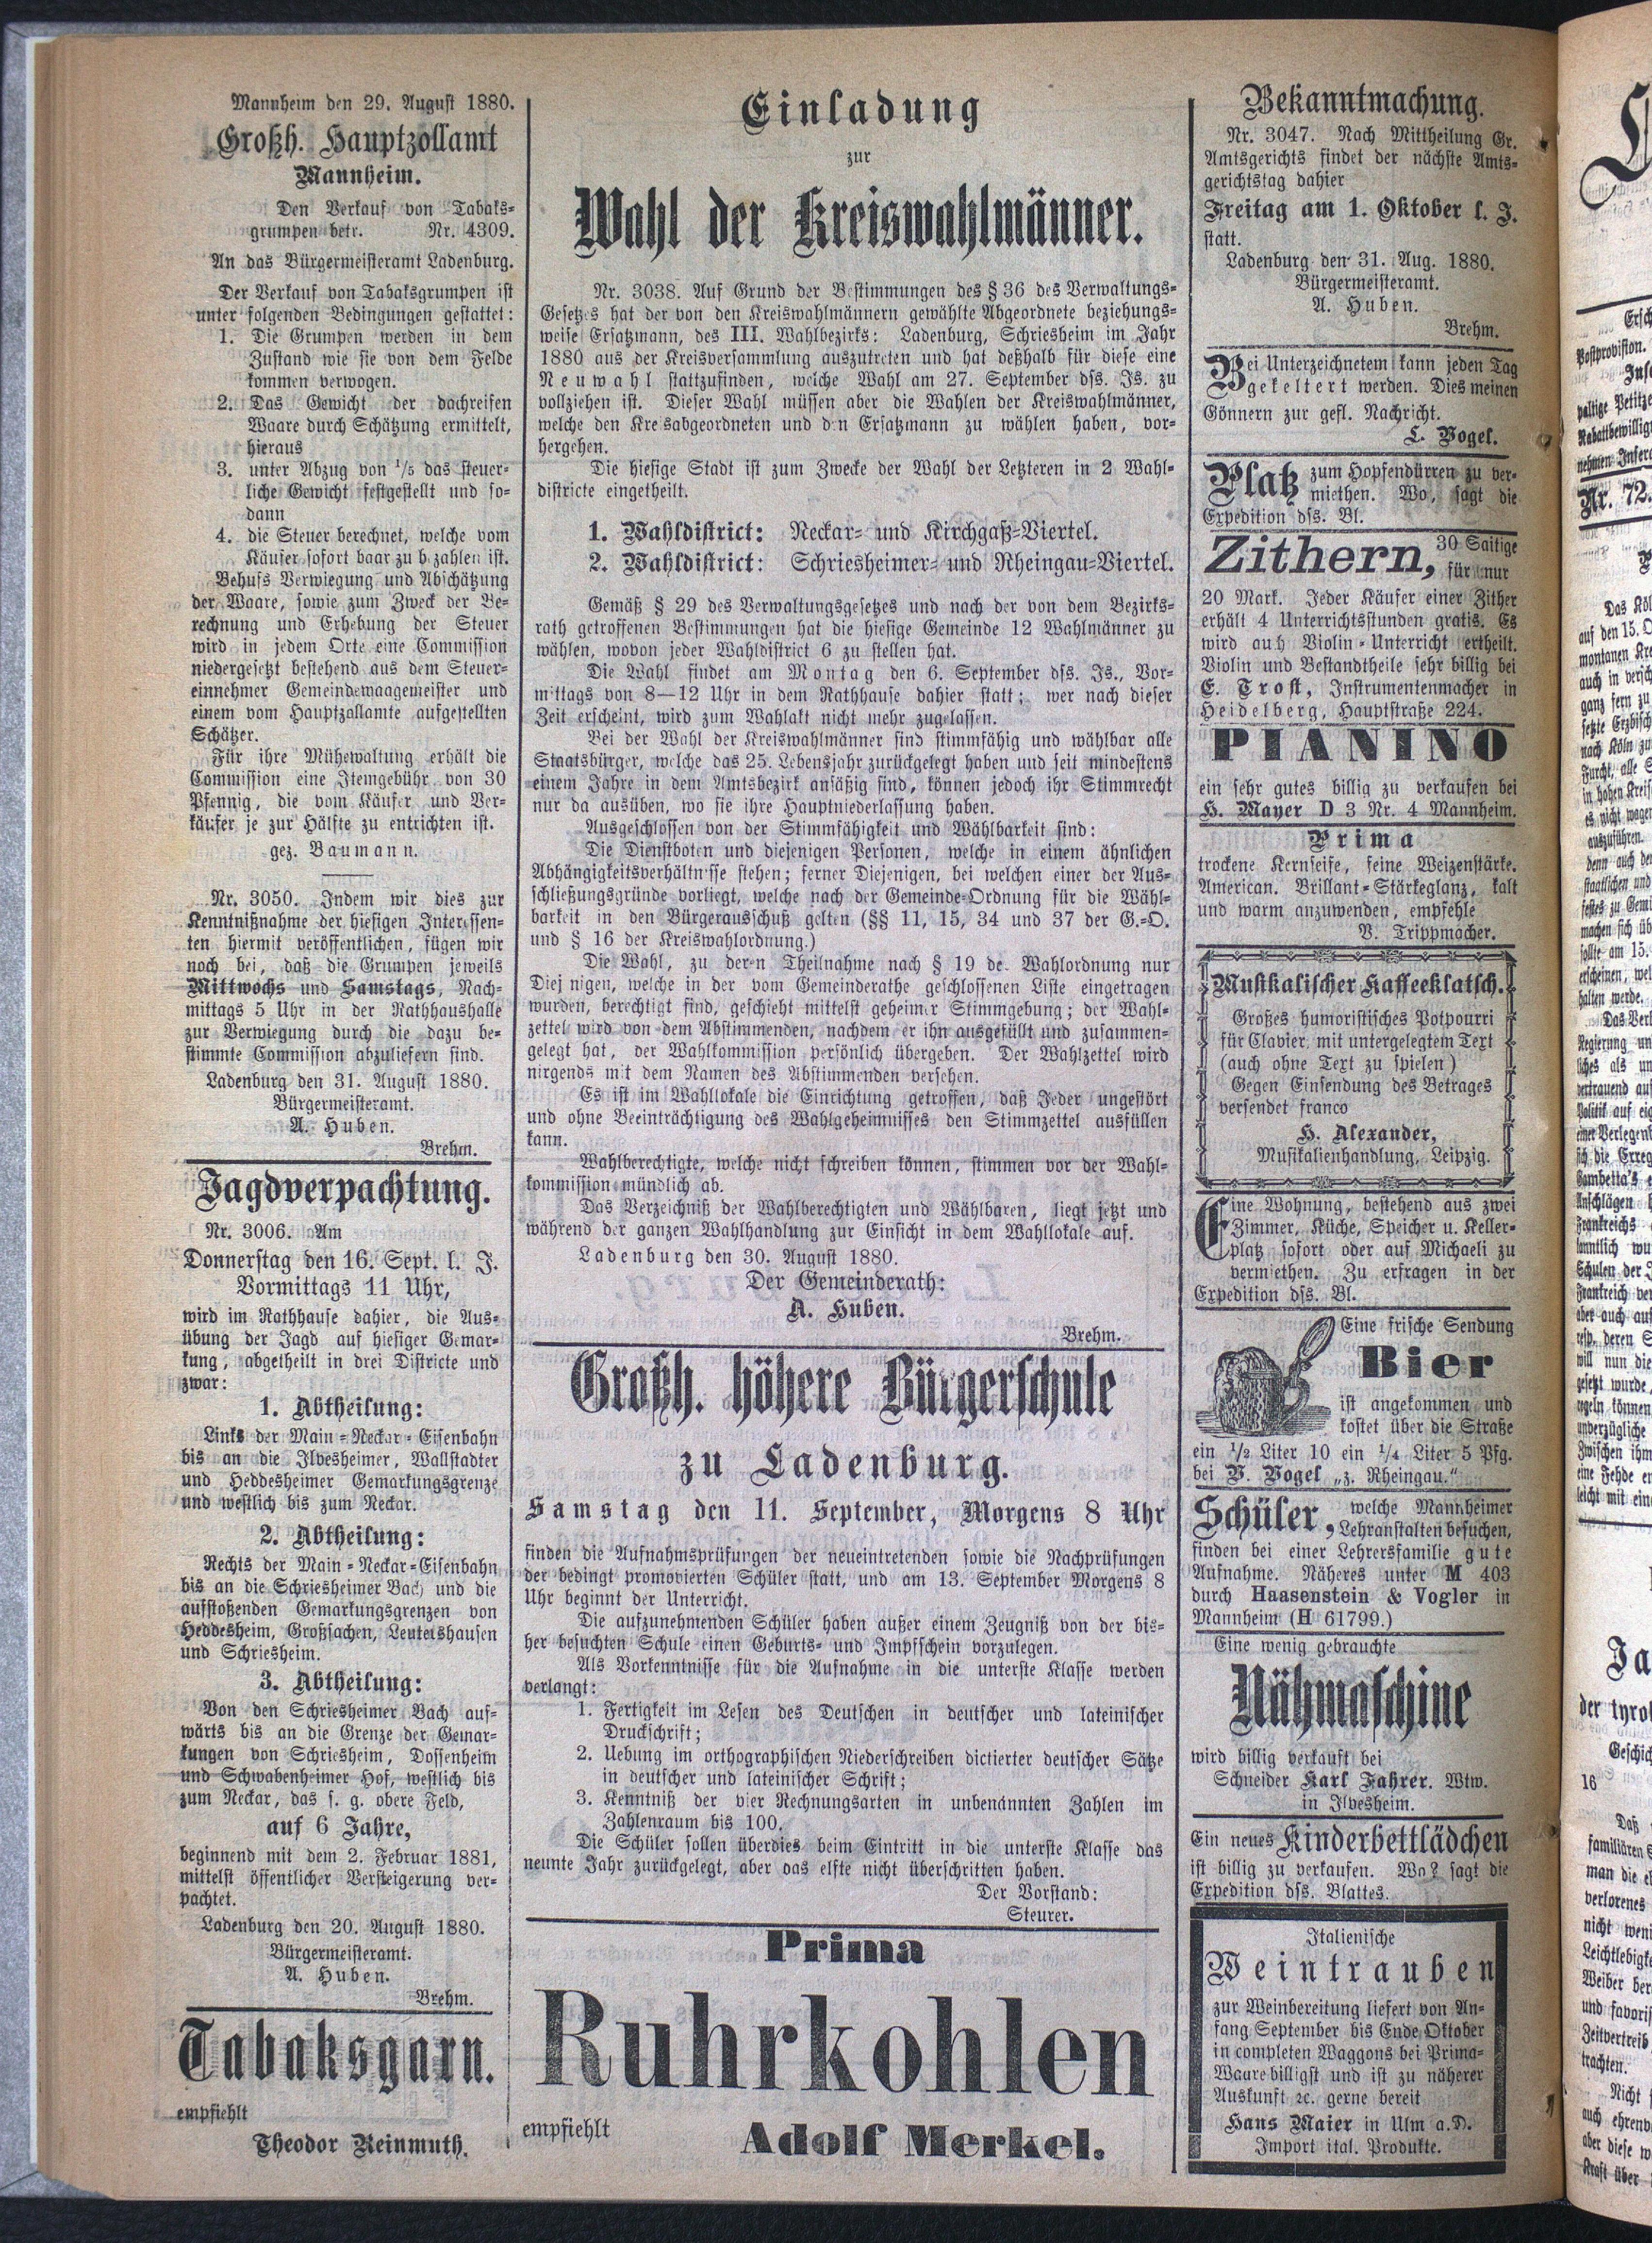 Mannheim den 29. August 1880.
Großh. Hauptzollamt
Mannheim.
Den Verkauf von Tabaks-
grumpen betr. Nr. 4309.
An das Bürgermeisteramt Ladenburg.
Der Verkauf von Tabaksgrumpen ist
unter folgenden Bedingungen gestattet:
1. Die Grumpen werden in dem
Zustand wie sie von dem Felde
kommen verwogen.
2. Das Gewicht der dachreifen
Waare durch Schätzung ermittelt,
hieraus
3. unter Abzug von 1/5 das steuer-
liche Gewicht festgestellt und so-
dann
4. die Steuer berechnet, welche vom
Käufer sofort baar zu bezahlen ist.
Behufs Verwiegung und Abschätzung
der Waare, sowie zum Zweck der Be-
rechnung und Erhebung der Steuer
wird in jedem Orte eine Commission
niedergesetzt bestehend aus dem Steuer-
einnehmer Gemeindewaagemeister und
einem vom Hauptzollamte aufgestellten
Schätzer.
Für ihre Mühewaltung erhält die
Commission eine Itemgebühr von 30
Pfennig, die vom Käufer und Ver-
käufer je zur Hälfte zu entrichten ist.
gez. Baumann.
Nr. 3050. Indem wir dies zur
Kenntnißnahme der hiesigen Interessen-
ten hiermit veröffentlichen, fügen wir
noch bei, daß die Grumpen jeweils
Mittwochs und Samstags, Nach-
mittags 5 Uhr in der Rathhaushalle
zur Verwiegung durch die dazu be-
stimmte Commission abzuliefern sind.
Ladenburg den 31. August 1880.
Bürgermeisteramt.
A. Huben.
Brehm.
Jagdverpachtung.
Nr. 3006. Am
Donnerstag den 16. Sept. l. J.
Vormittags 11 Uhr,
wird im Rathhause dahier, die Aus-
übung der Jagd auf hiesiger Gemar-
kung, abgetheilt in drei Districte und
zwar:
1. Abtheilung:
Links der Main-Neckar-Eisenbahn
bis an die Ilvesheimer, Wallstadter
und Heddesheimer Gemarkungsgrenze
und westlich bis zum Neckar.
2. Abtheilung:
Rechts der Main-Neckar-Eisenbahn
bis an die Schriesheimer Bach und die
aufstoßenden Gemarkungsgrenzen von
Heddesheim, Großsachen, Leutershausen
und Schriesheim.
3. Abtheilung:
Von den Schriesheimer Bach auf-
wärts bis an die Grenze der Gemar-
kungen von Schriesheim, Dossenheim
und Schwabenheimer Hof, westlich bis
zum Neckar, das s. g. obere Feld,
auf 6 Jahre,
beginnend mit dem 2. Februar 1881,
mittelst öffentlicher Versteigerung ver-
pachtet.
Ladenburg den 20. August 1880.
Bürgermeisteramt.
A. Huben.
Brehm.
Tabaksgarn.
empfiehlt
Theodor Reinmuth.
Einladung
zur
Wahl der Kreiswahlmänner.
Nr. 3038. Auf Grund der Bestimmungen des § 36 des Verwaltungs-
Gesetzes hat der von den Kreiswahlmännern gewählte Abgeordnete beziehungs-
weise Ersatzmann, des III. Wahlbezirks: Ladenburg, Schriesheim im Jahr
1880 aus der Kreisversammlung auszutreten und hat deßhalb für diese eine
Neuwahl stattzufinden, welche Wahl am 27. September dss. Js. zu
vollziehen ist. Dieser Wahl müssen aber die Wahlen der Kreiswahlmänner,
welche den Kreisabgeordneten und den Ersatzmann zu wählen haben, vor-
hergehen.
Die hiesige Stadt ist zum Zwecke der Wahl der Letzteren in 2 Wahl-
districte eingetheilt.
1. Wahldistrict: Neckar- und Kirchgaß-Viertel.
2. Wahldistrict: Schriesheimer- und Rheingau-Viertel.
Gemäß § 29 des Verwaltungsgesetzes und nach der von dem Bezirks-
rath getroffenen Bestimmungen hat die hiesige Gemeinde 12 Wahlmänner zu
wählen, wovon jeder Wahldistrict 6 zu stellen hat.
Die Wahl findet am Montag den 6. September dss. Js., Vor-
mittags von 8—12 Uhr in dem Rathhause dahier statt; wer nach dieser
Zeit erscheint, wird zum Wahlakt nicht mehr zugelassen.
Bei der Wahl der Kreiswahlmänner sind stimmfähig und wählbar alle
Staatsbürger, welche das 25. Lebensjahr zurückgelegt haben und seit mindestens
einem Jahre in dem Amtsbezirk ansäßig sind, können jedoch ihr Stimmrecht
nur da ausüben, wo sie ihre Hauptniederlassung haben.
Ausgeschlossen von der Stimmfähigkeit und Wählbarkeit sind:
Die Dienstboten und diejenigen Personen, welche in einem ähnlichen
Abhängigkeitsverhältnisse stehen; ferner Diejenigen, bei welchen einer der Aus-
schließungsgründe vorliegt, welche nach der Gemeinde-Ordnung für die Wähl-
barkeit in den Bürgerausschuß gelten (§§ 11, 15, 34 und 37 der G.-O.
und § 16 der Kreiswahlordnung.)
Die Wahl, zu deren Theilnahme nach § 19 der Wahlordnung nur
Diejenigen, welche in der vom Gemeinderathe geschlossenen Liste eingetragen
wurden, berechtigt sind, geschieht mittelst geheimer Stimmgebung; der Wahl-
zettel wird von dem Abstimmenden, nachdem er ihn ausgefüllt und zusammen-
gelegt hat, der Wahlkommission persönlich übergeben. Der Wahlzettel wird
nirgends mit dem Namen des Abstimmenden versehen.
Es ist im Wahllokale die Einrichtung getroffen, daß Jeder ungestört
und ohne Beeinträchtigung des Wahlgeheimnisses den Stimmzettel ausfüllen
kann.
Wahlberechtigte, welche nicht schreiben können, stimmen vor der Wahl-
kommission mündlich ab.
Das Verzeichniß der Wahlberechtigten und Wählbaren, liegt jetzt und
während der ganzen Wahlhandlung zur Einsicht in dem Wahllokale auf.
Ladenburg den 30. August 1880.
Der Gemeinderath:
A. Huben.
Brehm.
Großh. höhere Bürgerschule
zu Ladenburg.
Samstag den 11. September, Morgens 8 Uhr
finden die Aufnahmsprüfungen der neueintretenden sowie die Nachprüfungen
der bedingt promovierten Schüler statt, und am 13. September Morgens 8
Uhr beginnt der Unterricht.
Die aufzunehmenden Schüler haben außer einem Zeugniß von der bis-
her besuchten Schule einen Geburts- und Impfschein vorzulegen.
Als Vorkenntnisse für die Aufnahme in die unterste Klasse werden
verlangt:
1. Fertigkeit im Lesen des Deutschen in deutscher und lateinischer
Druckschrift;
2. Uebung im orthographischen Niederschreiben dictierter deutscher Sätze
in deutscher und lateinischer Schrift;
3. Kenntniß der vier Rechnungsarten in unbenannten Zahlen im
Zahlenraum bis 100.
Die Schüler sollen überdies beim Eintritt in die unterste Klasse das
neunte Jahr zurückgelegt, aber das elfte nicht überschritten haben.
Der Vorstand:
Steurer.
Prima
Ruhrkohlen
empfiehlt
Adolf Merkel.
Bekanntmachung.
Nr. 3047. Nach Mittheilung Gr.
Amtsgerichts findet der nächste Amts-
gerichtstag dahier
Freitag am 1. Oktober l. J.
statt.
Ladenburg den 31. Aug. 1880.
Bürgermeisteramt.
A. Huben.
Brehm.
Bei Unterzeichnetem kann jeden Tag
gekeltert werden. Dies meinen
Gönnern zur gefl. Nachricht.
L. Vogel.
Platz zum Hopfendürren zu ver-
miethen. Wo, sagt die
Expedition dss. Bl.
Zithern, 30 Saitige
für nur
20 Mark. Jeder Käufer einer Zither
erhält 4 Unterrichtsstunden gratis. Es
wird auch Violin-Unterricht ertheilt.
Violin und Bestandtheile sehr billig bei
E. Trost, Instrumentenmacher in
Heidelberg, Hauptstraße 224.
PIANINO
ein sehr gutes billig zu verkaufen bei
H. Mayer D 3 Nr. 4 Mannheim.
Prima
trockene Kernseife, feine Weizenstärke.
American. Brillant-Stärkeglanz, kalt
und warm anzuwenden, empfehle
V. Trippmacher.
Musikalischer Kaffeeklatsch.
Großes humoristisches Potpourri
für Clavier, mit untergelegtem Text
(auch ohne Text zu spielen)
Gegen Einsendung des Betrages
versendet franco
H. Alexander,
Musikalienhandlung, Leipzig.
Eine Wohnung, bestehend aus zwei
Zimmer, Küche, Speicher u. Keller-
platz sofort oder auf Michaeli zu
vermiethen. Zu erfragen in der
Expedition dss. Bl.
Eine frische Sendung
Bier
ist angekommen und
kostet über die Straße
ein 1/2 Liter 10 ein 1/4 Liter 5 Pfg.
bei P. Vogel „z. Rheingau."
Schüler, welche Mannheimer
Lehranstalten besuchen,
finden bei einer Lehrersfamilie gute
Aufnahme. Näheres unter M 403
durch Haasenstein & Vogler in
Mannheim (H 61799.)
Eine wenig gebrauchte
Nähmaschine
wird billig verkauft bei
Schneider Karl Fahrer. Wtw.
in Ilvesheim.
Ein neues Kinderbettlädchen
ist billig zu verkaufen. Wo? sagt die
Expedition dss. Blattes.
Italienische
Weintrauben
zur Weinbereitung liefert von An-
fang September bis Ende Oktober
in completen Waggons bei Prima-
Waare billigst und ist zu näherer
Auskunft ꝛc. gerne bereit
Hans Maier in Ulm a.D.
Import ital. Produkte.
Nr. 72.